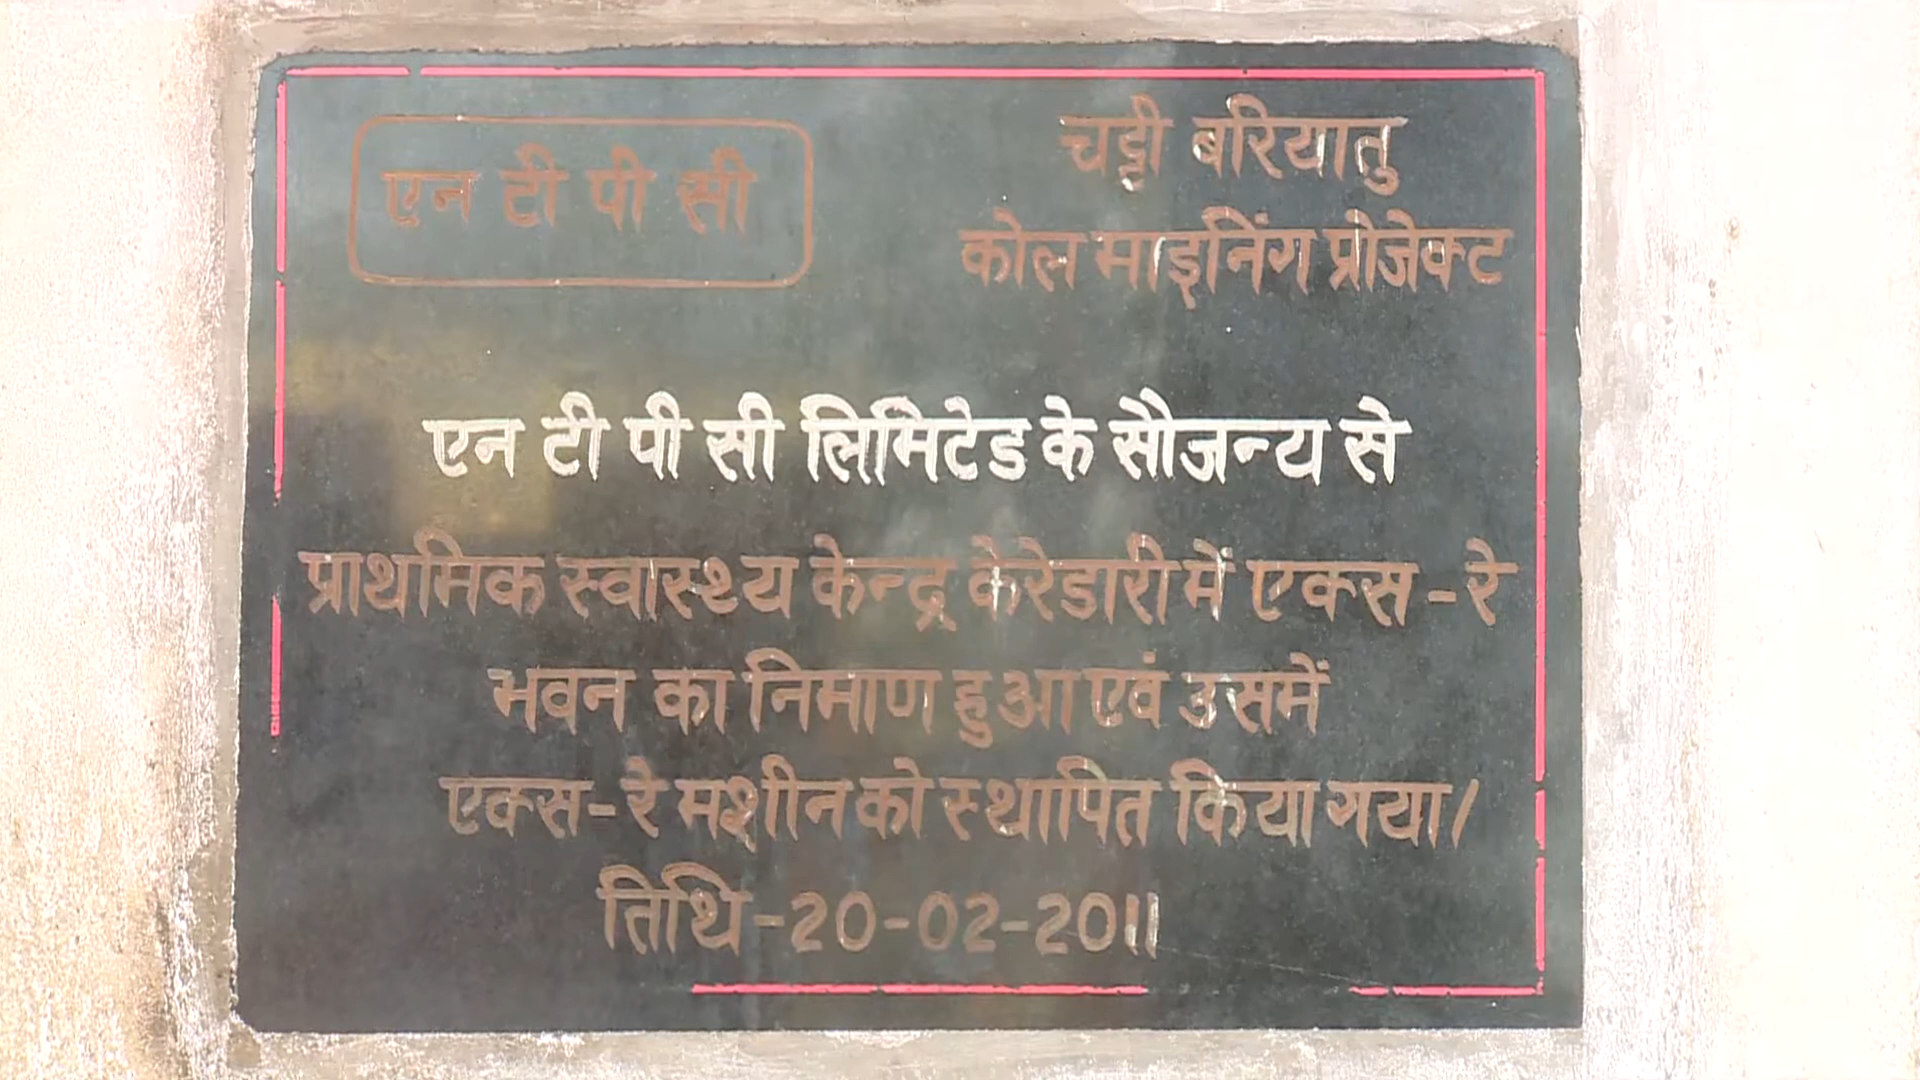 एन टी पी सी
चट्टी बरियातु
कोल माइनिंग प्रोजेक्ट
एन टी पी सी लिमिटेड के सौजन्य से
प्राथमिक स्वास्थ्य केन्द्र केरेडारी में एक्स - रे
भवन का निमाण हुआ एवं उसमें
एक्स - रे मशीन को स्थापित किया गया।
तिथि - 20-02-2011